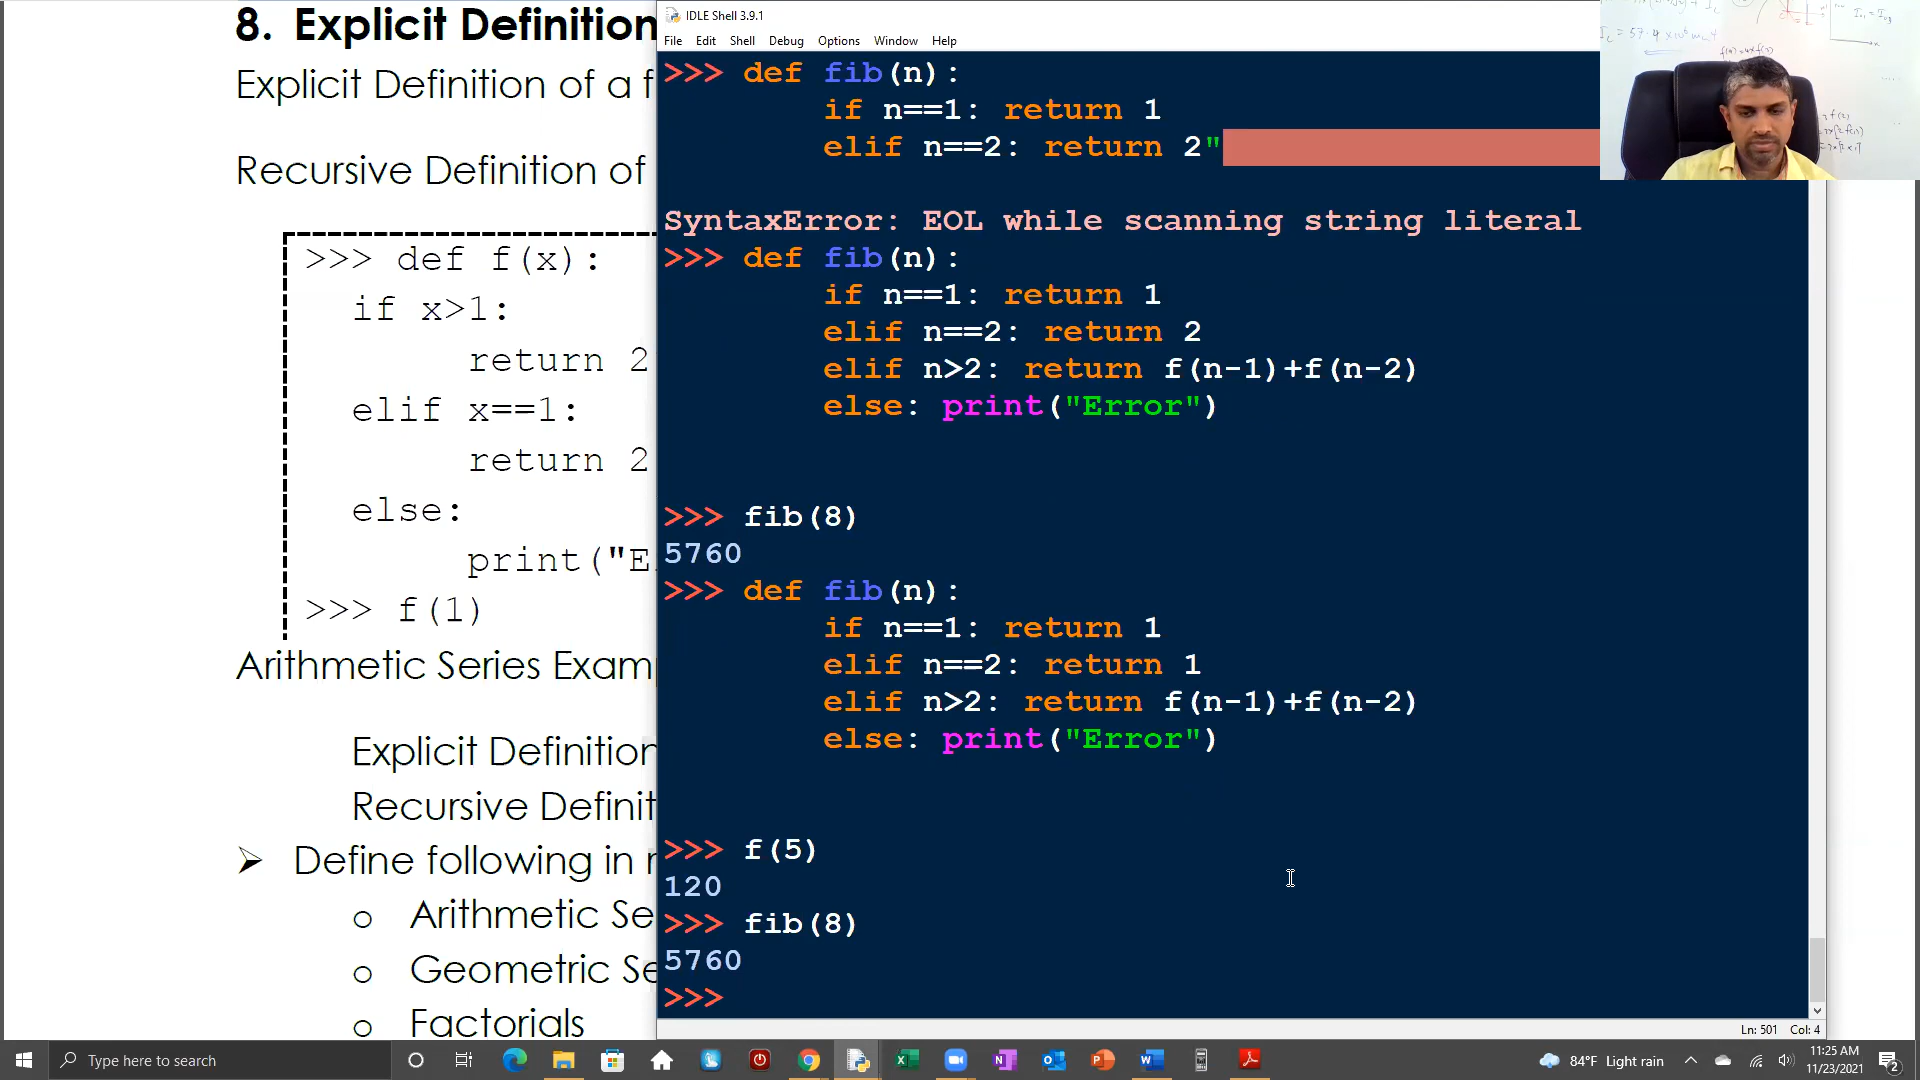 8. Explicit Definition
Explicit Definition of a f
Recursive Definition of
>>> def f(x):
if x>1:
return 2
elif x==1:
return 2
else:
print("E
>>> f(1)
Arithmetic Series Exam
Explicit Definition
Recursive Definit
Define following in r
o Arithmetic Se
o Geometric Se
o Factorials
IDLE Shell 3.9.1
File Edit Shell Debug Options Window Help
>>> def fib(n):
if n==1: return 1
elif n==2: return 2"
SyntaxError: EOL while scanning string literal
>>> def fib(n):
if n==1: return 1
elif n==2: return 2
elif n>2: return f(n-1)+f(n-2)
else: print("Error")
>>> fib(8)
5760
>>> def fib(n):
if n==1: return 1
elif n==2: return 1
elif n>2: return f(n-1)+f(n-2)
else: print("Error")
>>> f(5)
120
>>> fib(8)
5760
>>>
Ln: 501 Col: 4
Type here to search
84°F Light rain
11:25 AM
11/23/2021
2